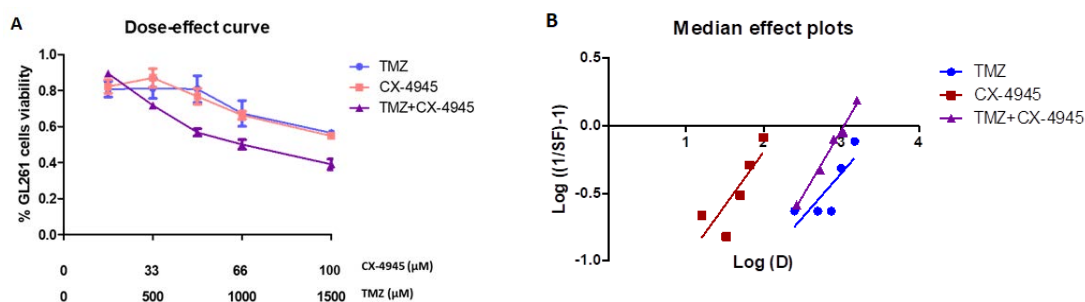 A
Dose-effect curve
% GL261 cells viability
1.0
0.8
0.6
0.4
0.2
0.0
TMZ
CX-4945
TMZ+CX-4945
0 33 66 100 CX-4945 (µM)
0 500 1000 1500 TMZ (µM)
B
Median effect plots
Log ((1/SF)-1)
0.5
0.0
-0.5
-1.0
1 2 3 4
Log (D)
TMZ
CX-4945
TMZ+CX-4945